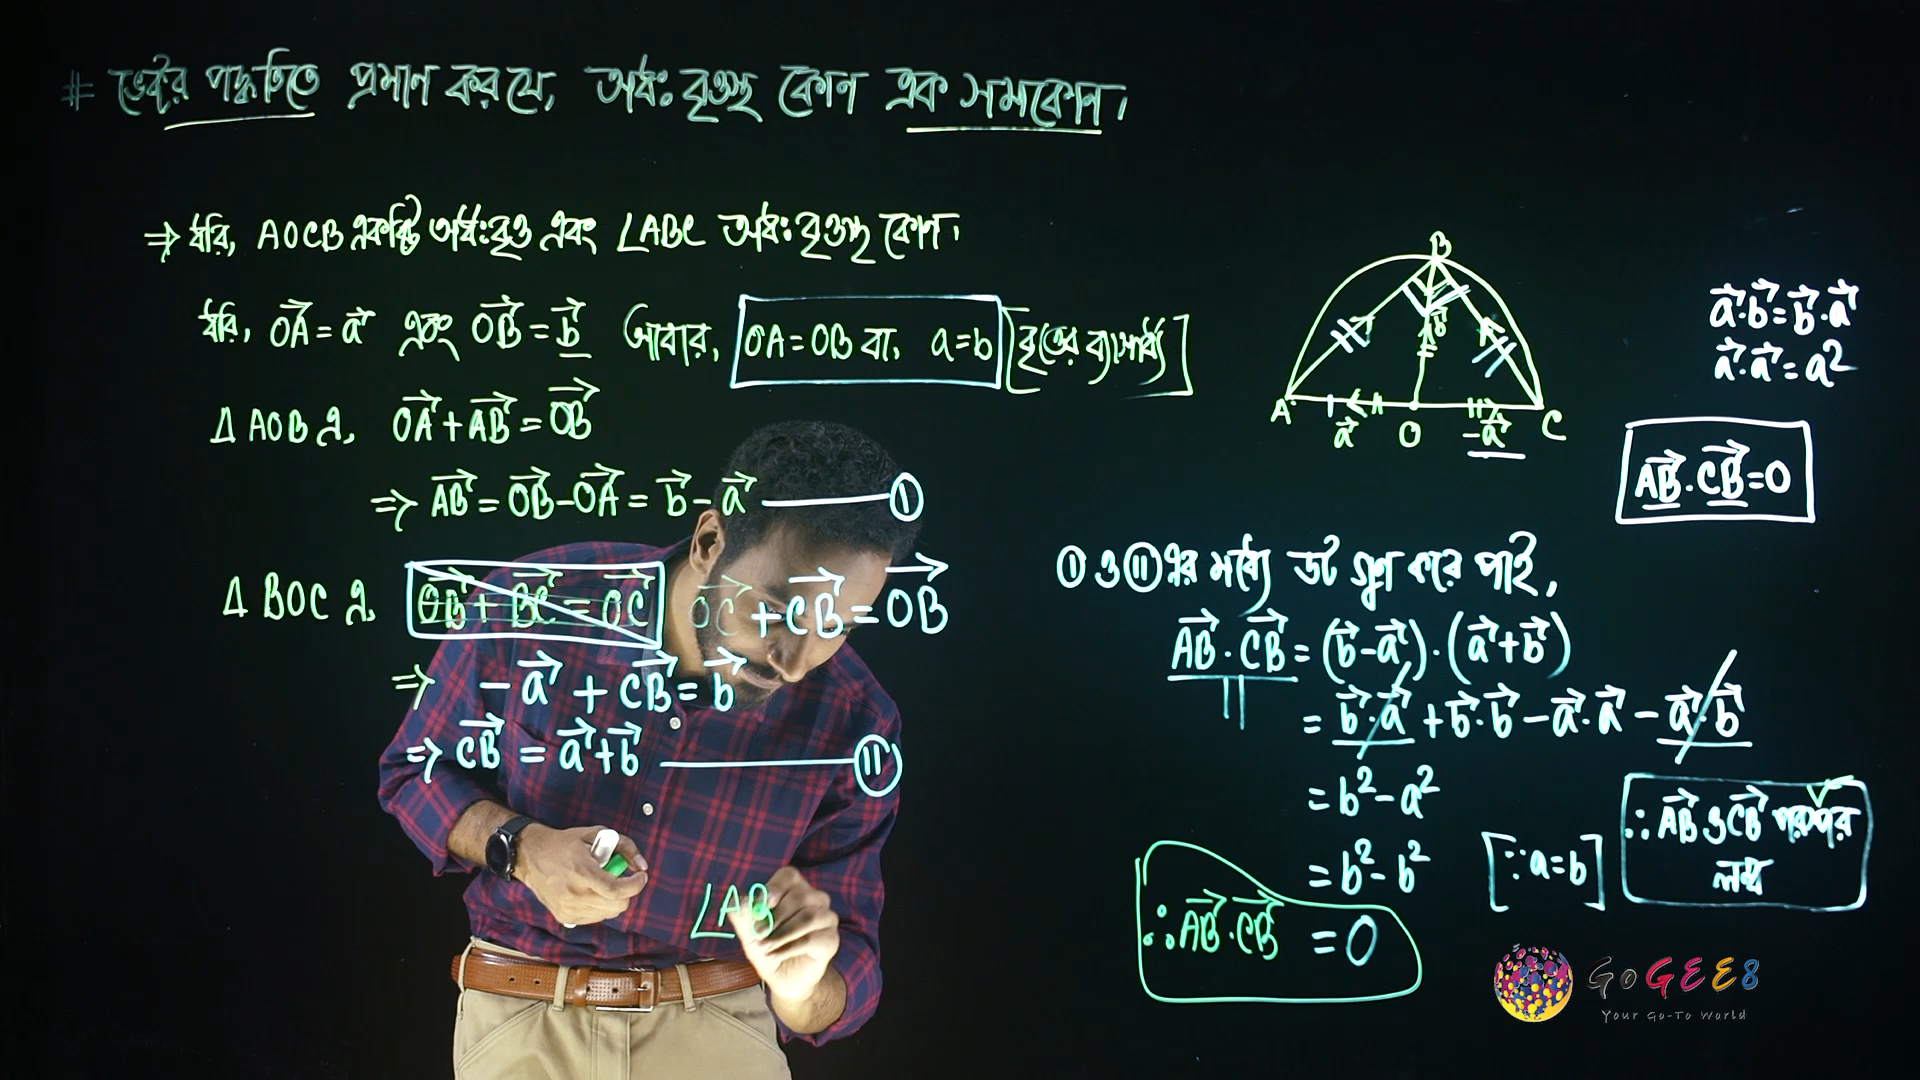 # ভেক্টর পদ্ধতিতে প্রমান কর যে, অর্ধঃবৃত্তস্থ কোন এক সমকোন।
⇒ ধরি, AOCB একটি অর্ধঃবৃত্ত এবং ∠ABC অর্ধঃবৃত্তস্থ কোন।
ধরি, OA⃗ = a⃗ এবং OB⃗ = b⃗ আবার, OA = OB বা, a = b [বৃত্তের ব্যাসার্ধ]
Δ AOB এ, OA⃗ + AB⃗ = OB⃗
⇒ AB⃗ = OB⃗ - OA⃗ = b⃗ - a⃗ ——— Ⓘ
Δ BOC এ, OB⃗ + BC⃗ = OC⃗ OC⃗ + CB⃗ = OB⃗
⇒ -a⃗ + CB⃗ = b⃗
⇒ CB⃗ = a⃗ + b⃗ ——— (II)
∠AB
B
A a⃗ O -a⃗ C
b⃗
a⃗·b⃗ = b⃗·a⃗
a⃗·a⃗ = a²
AB⃗·CB⃗ = 0
Ⓘ ও (II) এর মধ্যে ডট গুণ করে পাই,
AB⃗·CB⃗ = (b⃗ - a⃗)·(a⃗ + b⃗)
= b⃗·a⃗ + b⃗·b⃗ - a⃗·a⃗ - a⃗·b⃗
= b² - a²
= b² - b² [∵ a = b]
∴ AB⃗·CB⃗ = 0
∴ AB⃗ ও CB⃗ পরস্পর
লম্ব
GoGEE8
Your Go-To World